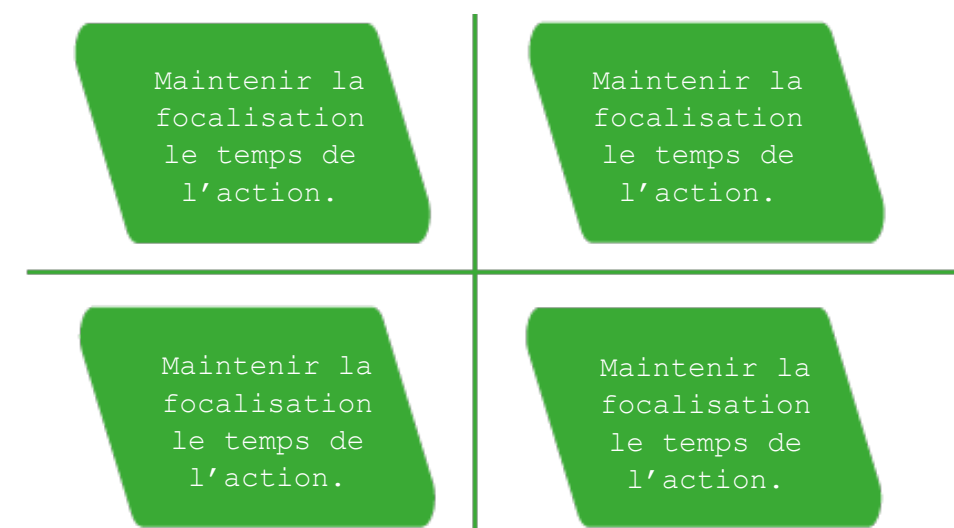 Maintenir la
focalisation
le temps de
l’action.
Maintenir la
focalisation
le temps de
l’action.
Maintenir la
focalisation
le temps de
l’action.
Maintenir la
focalisation
le temps de
l’action.